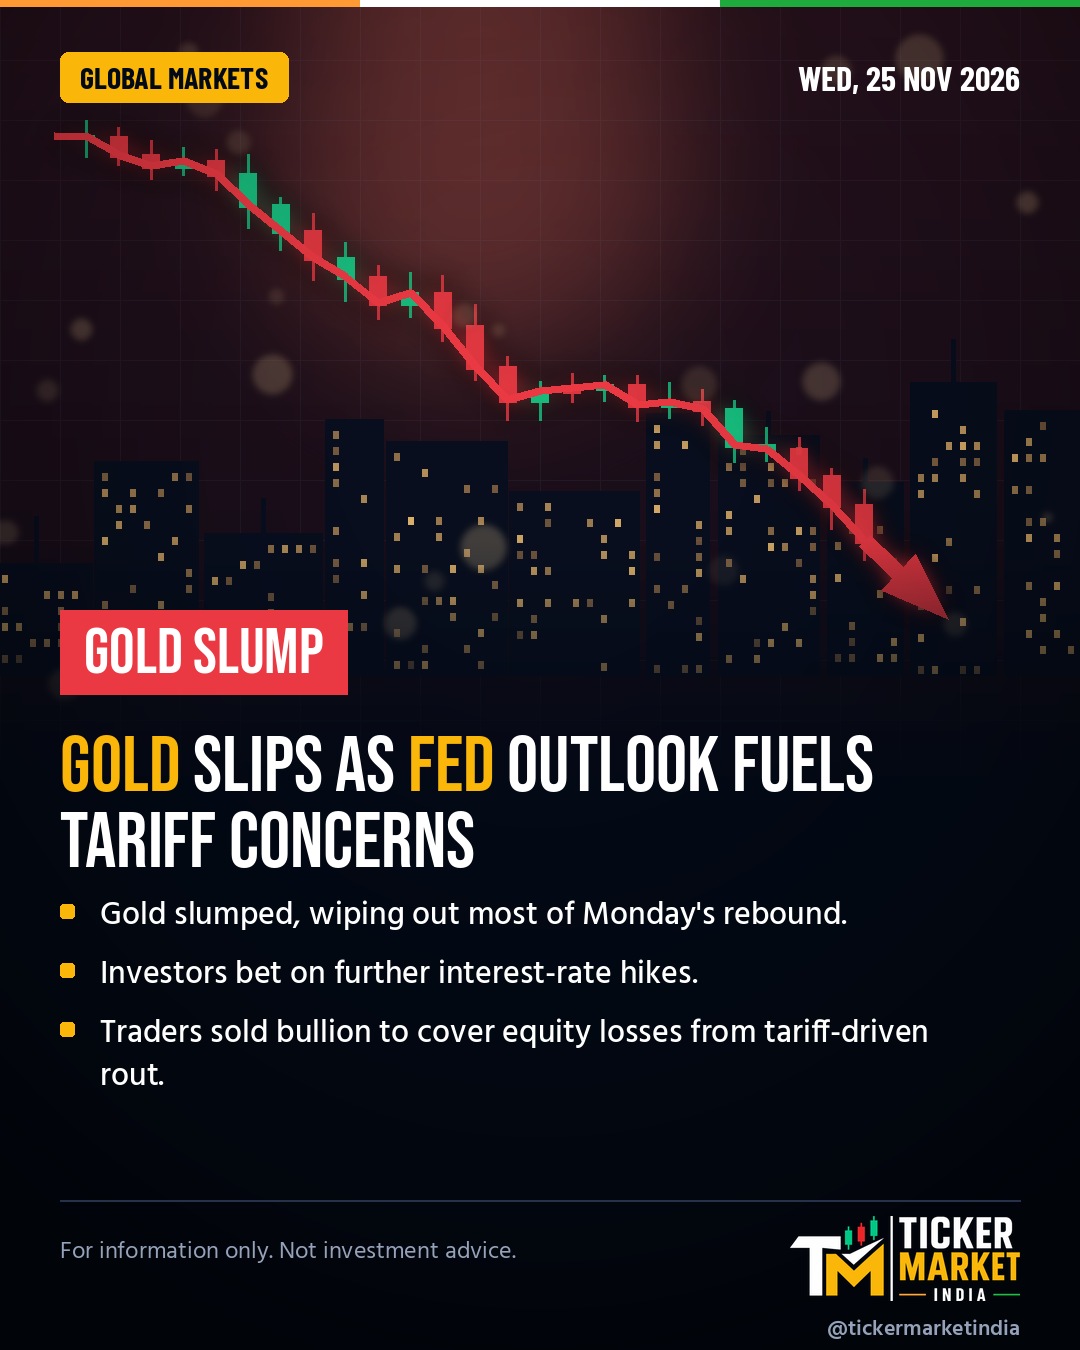 GLOBAL MARKETS
WED, 25 NOV 2026
GOLD SLUMP
GOLD SLIPS AS FED OUTLOOK FUELS
TARIFF CONCERNS
Gold slumped, wiping out most of Monday's rebound.
Investors bet on further interest-rate hikes.
Traders sold bullion to cover equity losses from tariff-driven
rout.
For information only. Not investment advice.
TM
TICKER
MARKET
INDIA
@tickermarketindia